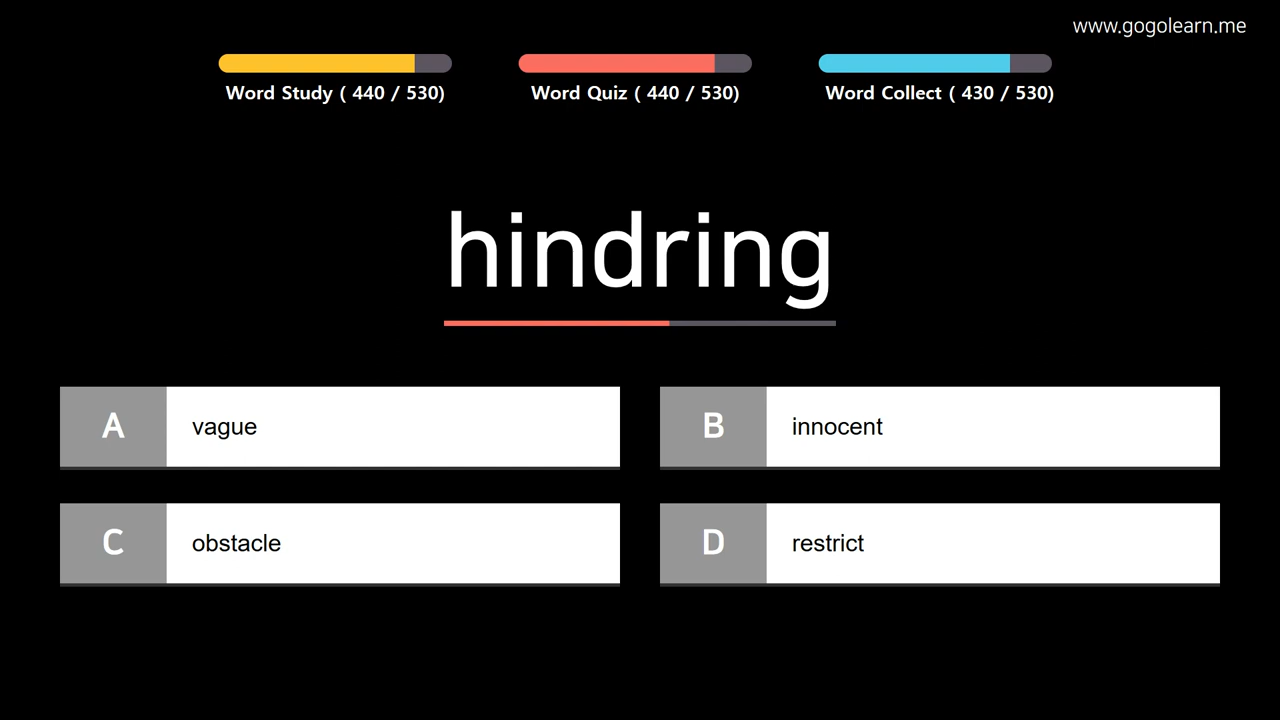 www.gogolearn.me
Word Study ( 440 / 530)
Word Quiz ( 440 / 530)
Word Collect ( 430 / 530)
hindring
A vague
B innocent
C obstacle
D restrict